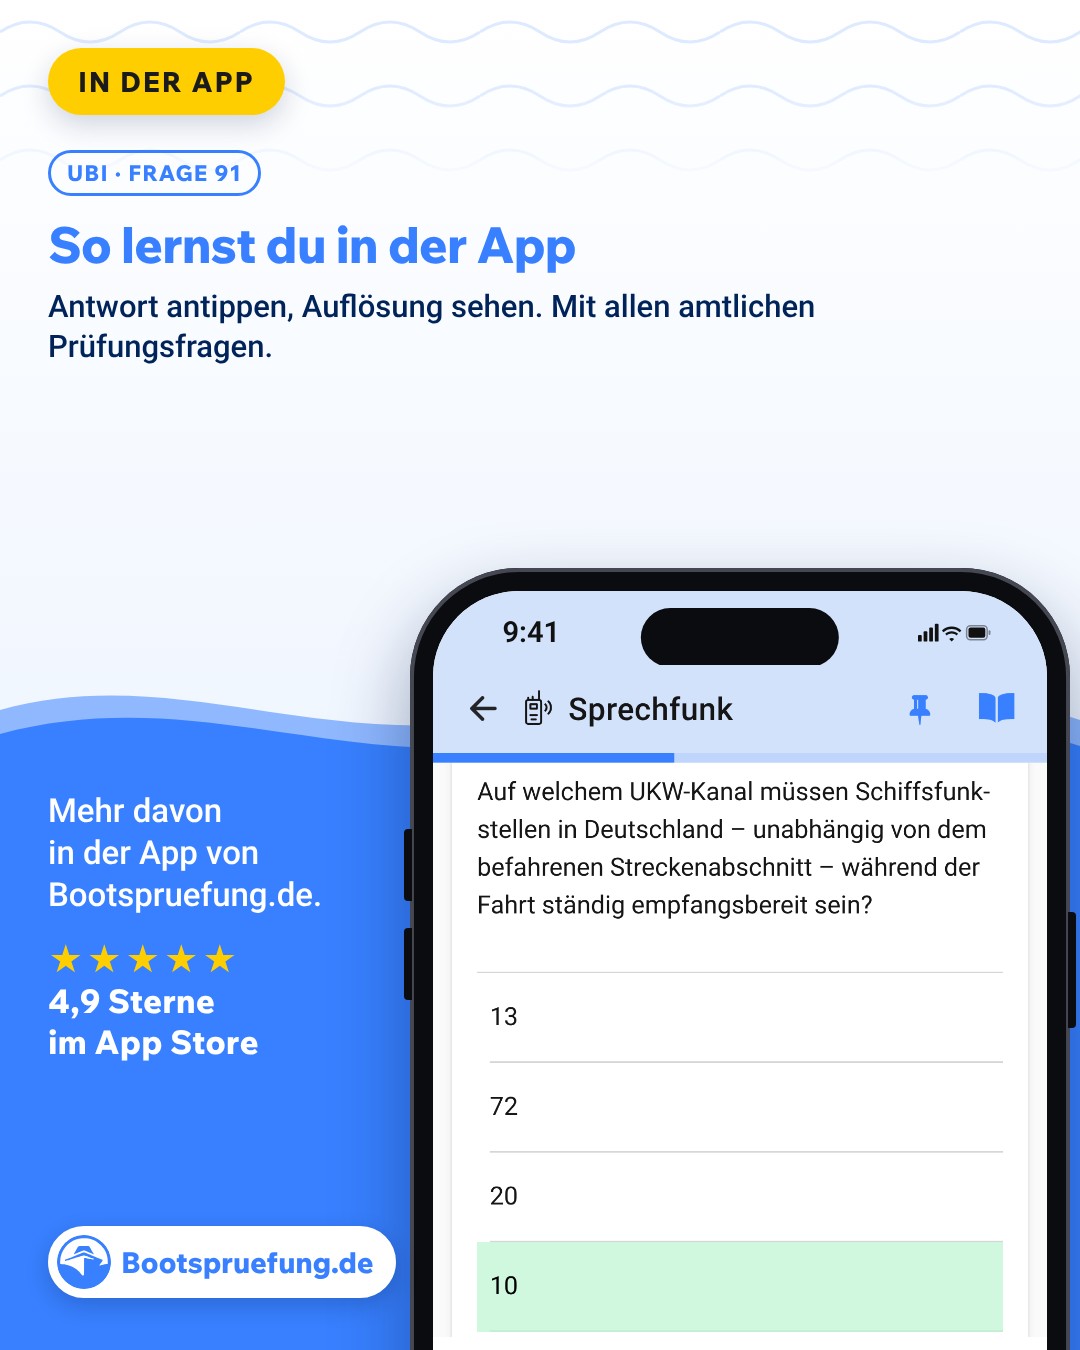 IN DER APP
UBI · FRAGE 91
So lernst du in der App
Antwort antippen, Auflösung sehen. Mit allen amtlichen
Prüfungsfragen.
9:41
Sprechfunk
Auf welchem UKW-Kanal müssen Schiffsfunk-
stellen in Deutschland – unabhängig von dem
befahrenen Streckenabschnitt – während der
Fahrt ständig empfangsbereit sein?
13
72
20
10
Mehr davon
in der App von
Bootspruefung.de.
★★★★★
4,9 Sterne
im App Store
Bootspruefung.de